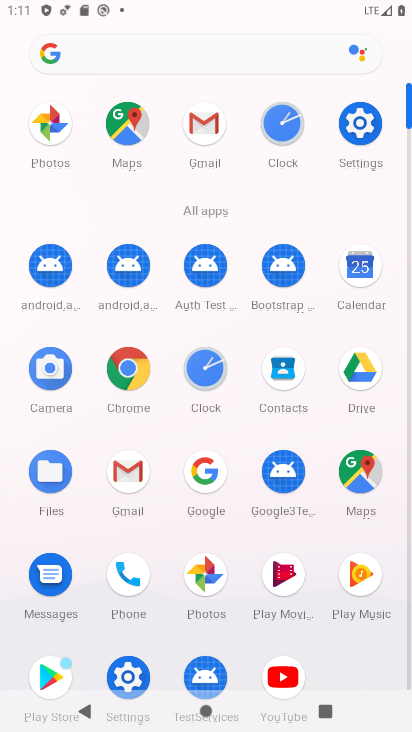 1:11 LTE
Photos Maps Gmail Clock Settings
All apps
android.a... android.a... Auth Test ... Bootstrap ... Calendar
25
Camera Chrome Clock Contacts Drive
Files Gmail Google Google3Te... Maps
Messages Phone Photos Play Movi... Play Music
Play Store Settings TestServices YouTube